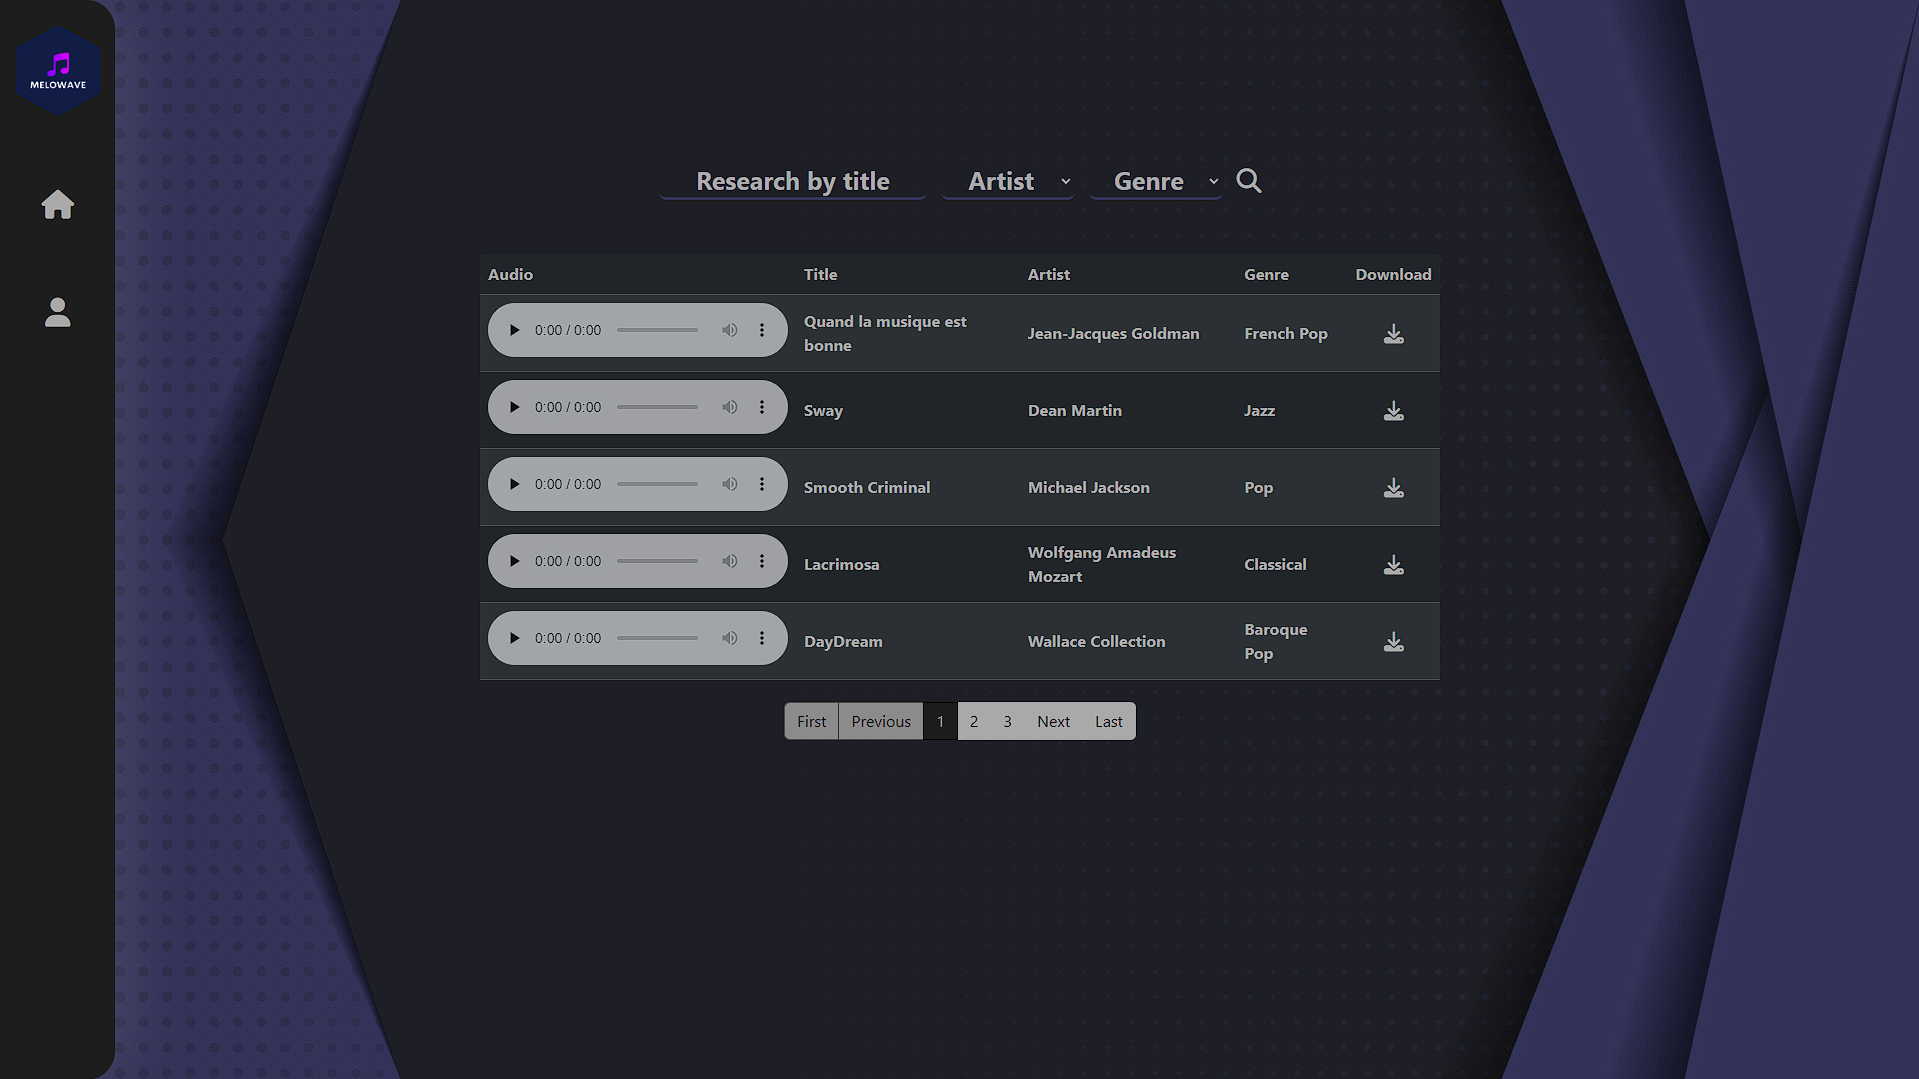 MELOWAVE
Research by title Artist Genre
Audio Title Artist Genre Download
0:00 / 0:00 Quand la musique est
bonne Jean-Jacques Goldman French Pop
0:00 / 0:00 Sway Dean Martin Jazz
0:00 / 0:00 Smooth Criminal Michael Jackson Pop
0:00 / 0:00 Lacrimosa Wolfgang Amadeus
Mozart Classical
0:00 / 0:00 DayDream Wallace Collection Baroque
Pop
First Previous 1 2 3 Next Last